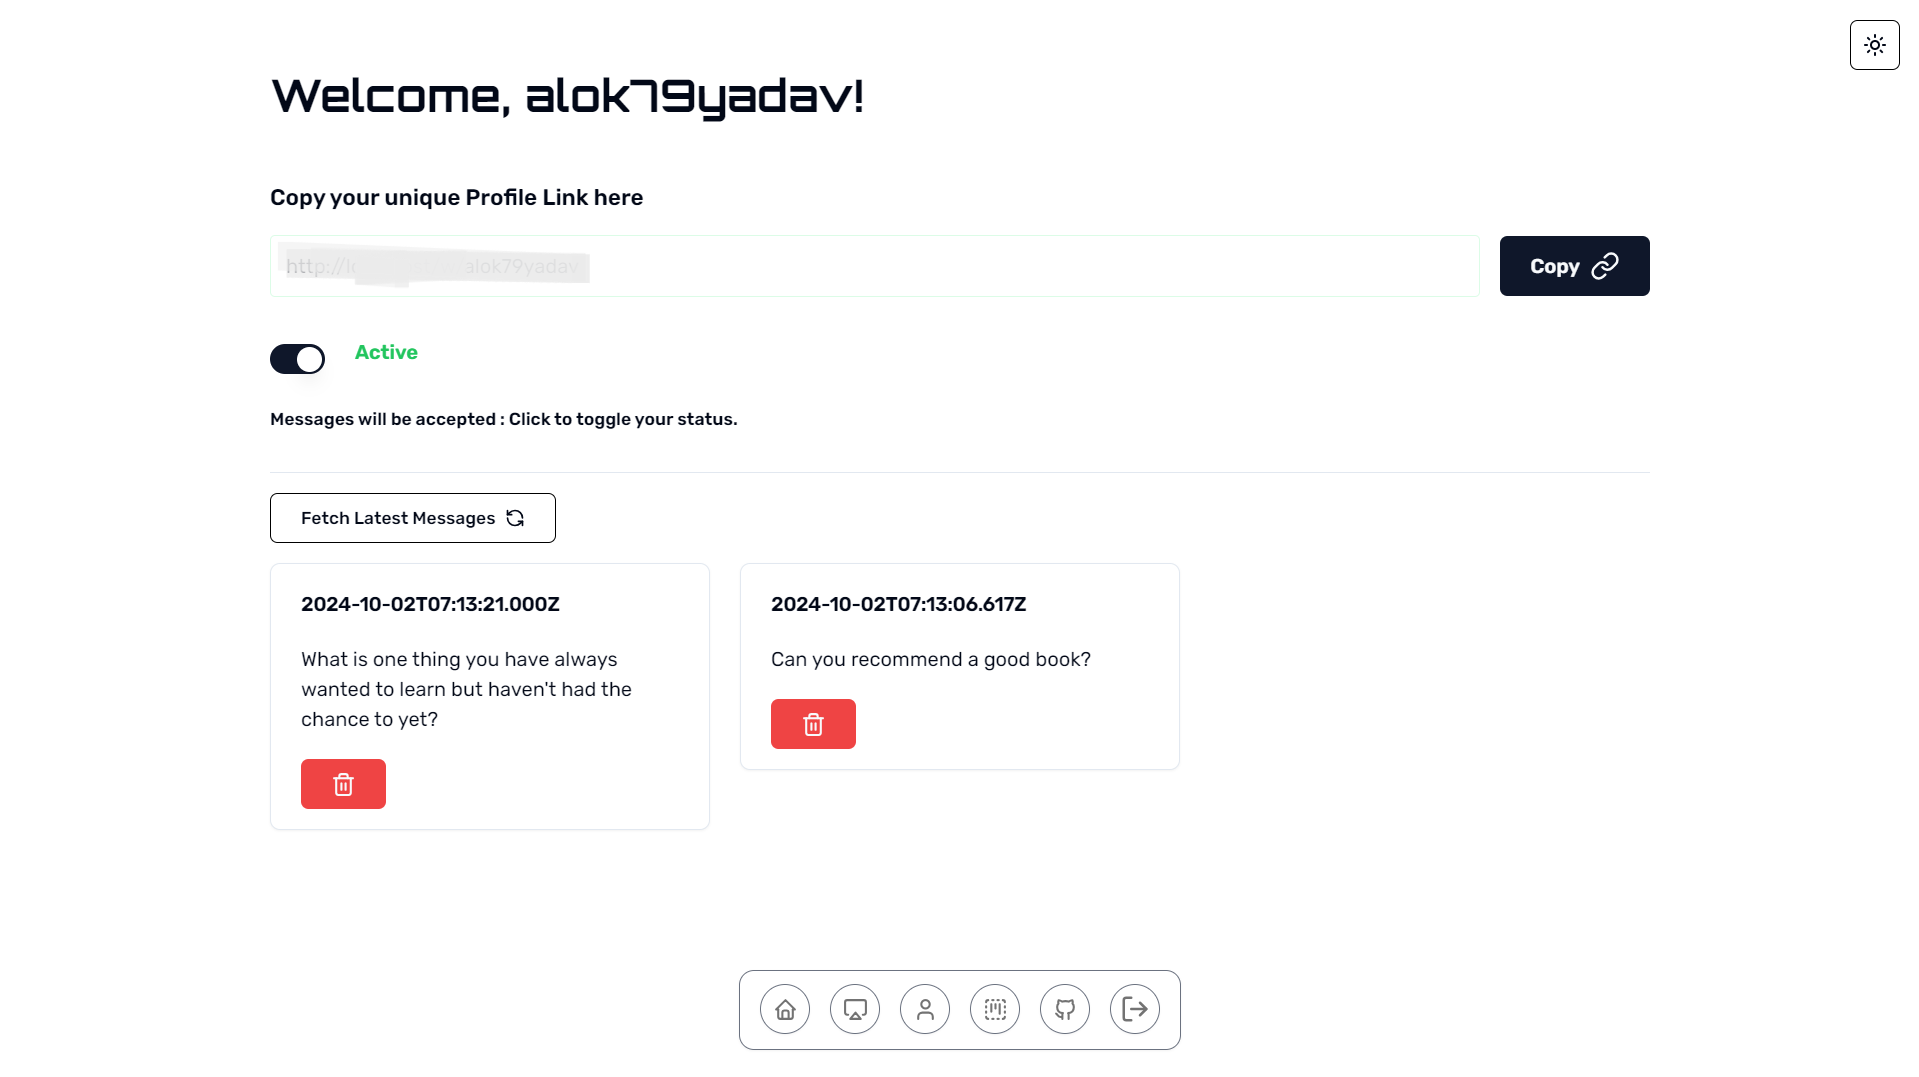 Welcome, alok79yadav!
Copy your unique Profile Link here
alok79yadav
Copy
Active
Messages will be accepted : Click to toggle your status.
Fetch Latest Messages
2024-10-02T07:13:21.000Z
What is one thing you have always
wanted to learn but haven't had the
chance to yet?
2024-10-02T07:13:06.617Z
Can you recommend a good book?